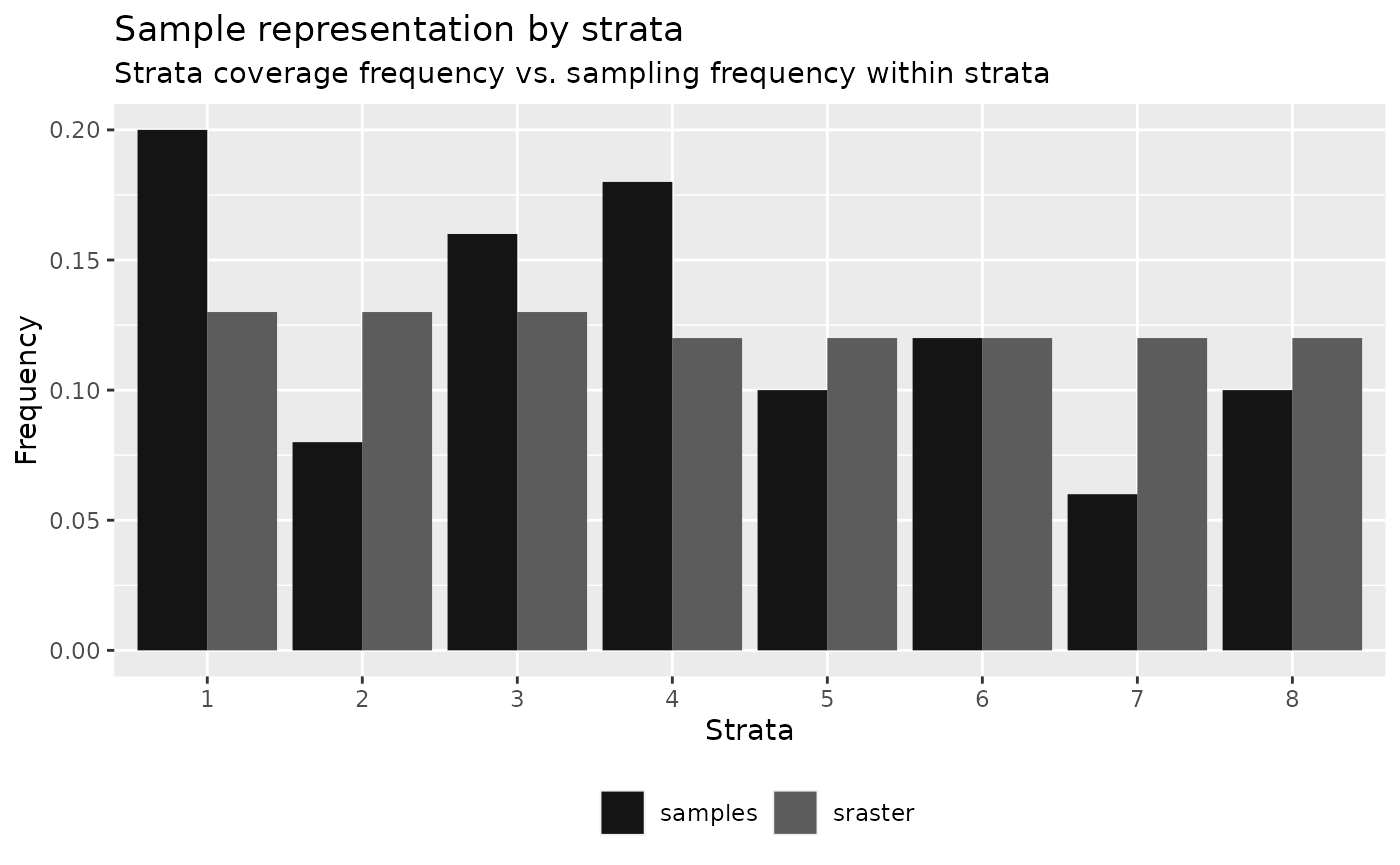 Sample representation by strata
Strata coverage frequency vs. sampling frequency within strata
Frequency
0.20
0.15
0.10
0.05
0.00
1 2 3 4 5 6 7 8
Strata
samples sraster